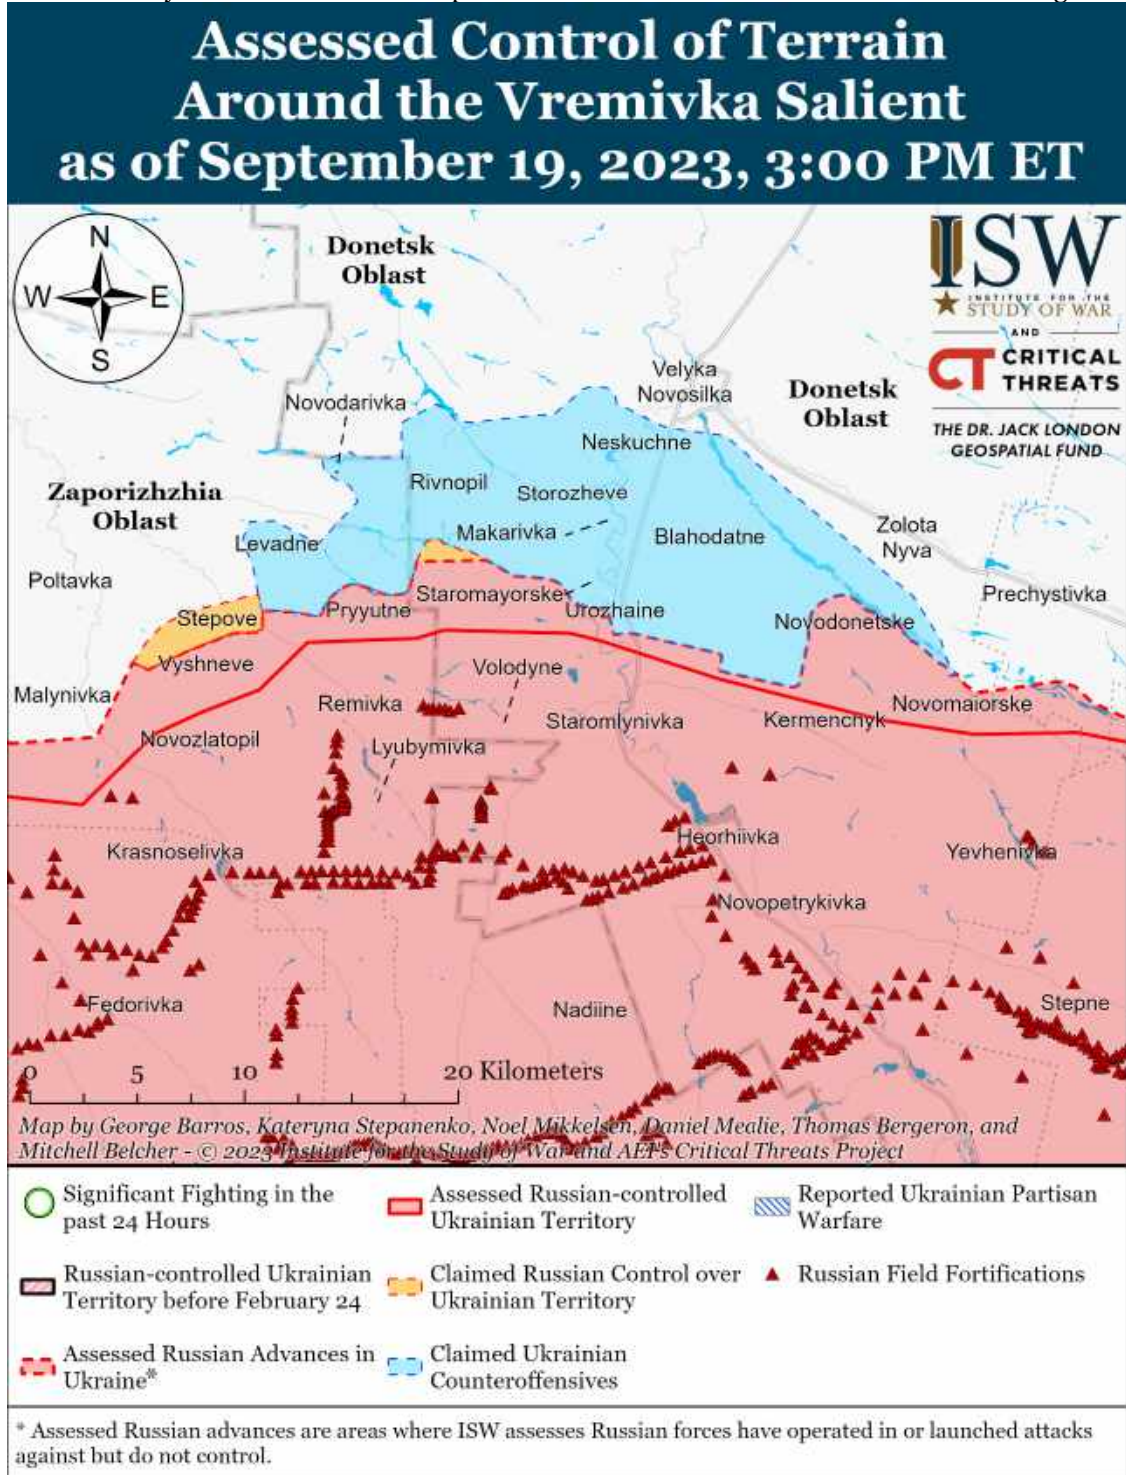 Assessed Control of Terrain
Around the Vremivka Salient
as of September 19, 2023, 3:00 PM ET
N
W
E
S
Donetsk
Oblast
ISW
INSTITUTE FOR THE
STUDY OF WAR
AND
CT CRITICAL
THREATS
THE DR. JACK LONDON
GEOSPATIAL FUND
Velyka
Novosilka
Donetsk
Oblast
Novodarivka
Neskuchne
Rivnopil
Storozheve
Zaporizhzhia
Oblast
Makarivka
Blahodatne
Zolota
Nyva
Levadne
Poltavka
Staromayorske
Prechystivka
Stepove
Pryyutne
Urozhaine
Novodonetske
Vyshneve
Volodyne
Malynivka
Remivka
Staromlynivka
Kermenchyk
Novomaiorske
Novozlatopil
Lyubymivka
Krasnoselivka
Heorhiivka
Yevhenivka
Novopetrykivka
Fedorivka
Nadiine
Stepne
0 5 10 20 Kilometers
Map by George Barros, Kateryna Stepanenko, Noel Mikkelsen, Daniel Mealie, Thomas Bergeron, and
Mitchell Belcher - © 2023 Institute for the Study of War and AEI's Critical Threats Project
Significant Fighting in the
past 24 Hours
Assessed Russian-controlled
Ukrainian Territory
Reported Ukrainian Partisan
Warfare
Russian-controlled Ukrainian
Territory before February 24
Claimed Russian Control over
Ukrainian Territory
Russian Field Fortifications
Assessed Russian Advances in
Ukraine*
Claimed Ukrainian
Counteroffensives
* Assessed Russian advances are areas where ISW assesses Russian forces have operated in or launched attacks
against but do not control.